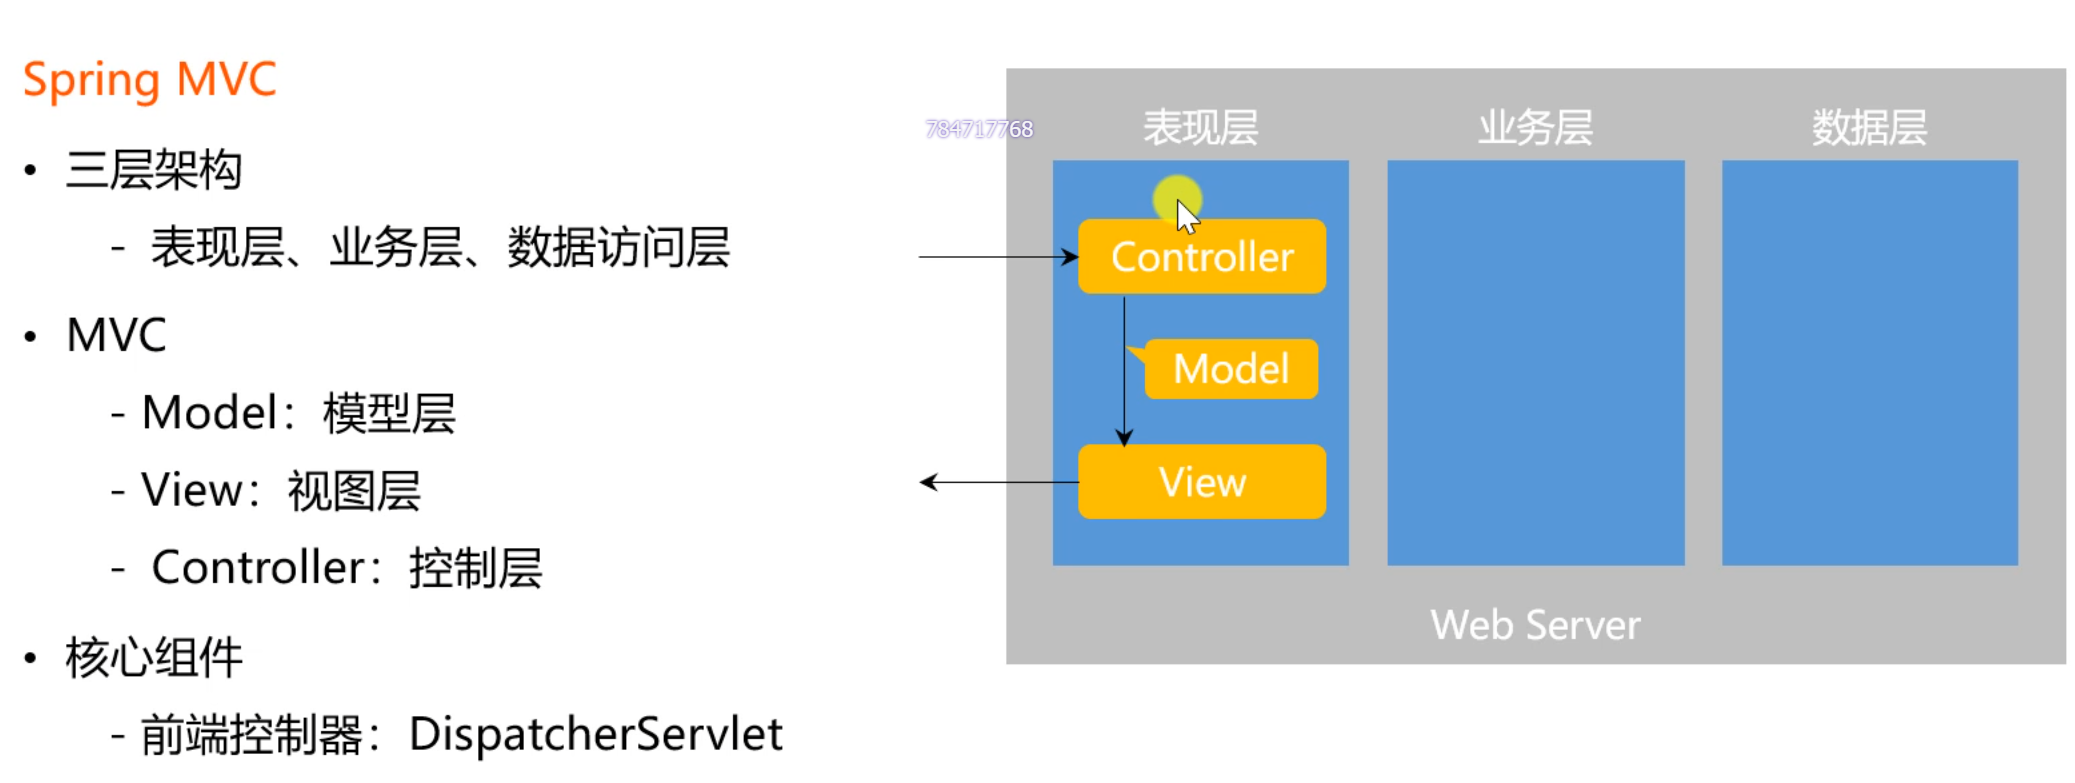 Spring MVC
• 三层架构
- 表现层、业务层、数据访问层
• MVC
- Model：模型层
- View：视图层
- Controller：控制层
• 核心组件
- 前端控制器：DispatcherServlet
784717768
表现层
业务层
数据层
Controller
Model
View
Web Server